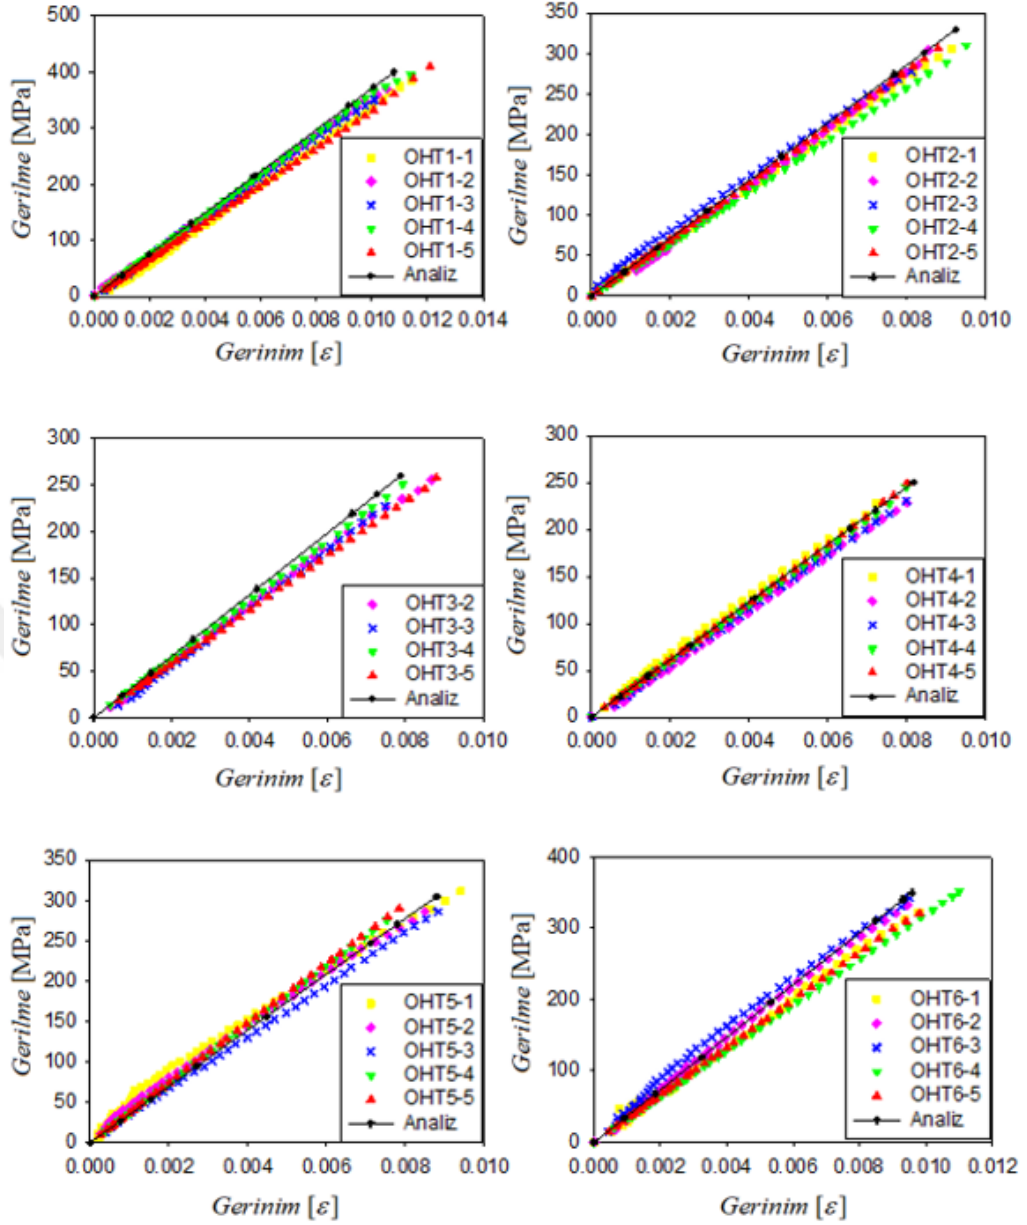 500
400
300
200
100
0
Gerilme [MPa]
OHT1-1
OHT1-2
OHT1-3
OHT1-4
OHT1-5
Analiz
0.000 0.002 0.004 0.006 0.008 0.010 0.012 0.014
Gerinim [ε]
350
300
250
200
150
100
50
0
Gerilme [MPa]
OHT2-1
OHT2-2
OHT2-3
OHT2-4
OHT2-5
Analiz
0.000 0.002 0.004 0.006 0.008 0.010
Gerinim [ε]
300
250
200
150
100
50
0
Gerilme [MPa]
OHT3-2
OHT3-3
OHT3-4
OHT3-5
Analiz
0.000 0.002 0.004 0.006 0.008 0.010
Gerinim [ε]
300
250
200
150
100
50
0
Gerilme [MPa]
OHT4-1
OHT4-2
OHT4-3
OHT4-4
OHT4-5
Analiz
0.000 0.002 0.004 0.006 0.008 0.010
Gerinim [ε]
350
300
250
200
150
100
50
0
Gerilme [MPa]
OHT5-1
OHT5-2
OHT5-3
OHT5-4
OHT5-5
Analiz
0.000 0.002 0.004 0.006 0.008 0.010
Gerinim [ε]
400
300
200
100
0
Gerilme [MPa]
OHT6-1
OHT6-2
OHT6-3
OHT6-4
OHT6-5
Analiz
0.000 0.002 0.004 0.006 0.008 0.010 0.012
Gerinim [ε]